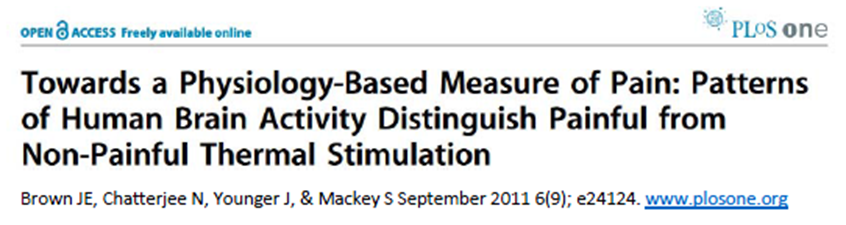 OPEN ACCESS Freely available online
PLoS one
Towards a Physiology-Based Measure of Pain: Patterns
of Human Brain Activity Distinguish Painful from
Non-Painful Thermal Stimulation
Brown JE, Chatterjee N, Younger J, & Mackey S September 2011 6(9); e24124. www.plosone.org